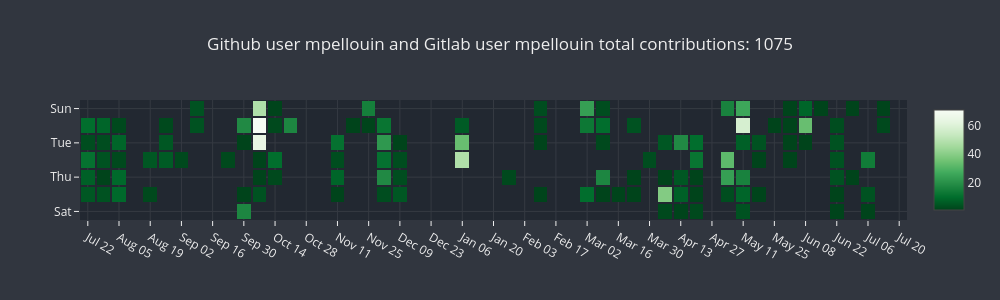 Github user mpellouin and Gitlab user mpellouin total contributions: 1075
Sun
Tue
Thu
Sat
60
40
20
Jul 22 Aug 05 Aug 19 Sep 02 Sep 16 Sep 30 Oct 14 Oct 28 Nov 11 Nov 25 Dec 09 Dec 23 Jan 06 Jan 20 Feb 03 Feb 17 Mar 02 Mar 16 Mar 30 Apr 13 Apr 27 May 11 May 25 Jun 08 Jun 22 Jul 06 Jul 20